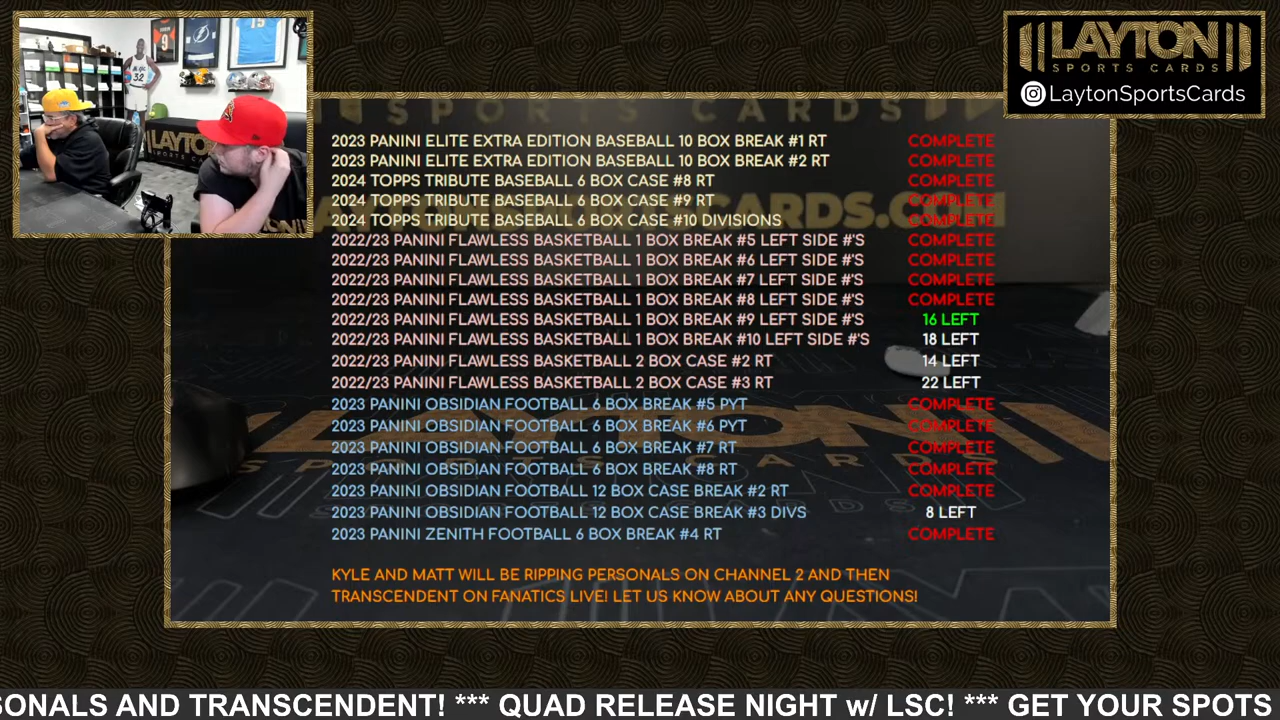 LAYTON
SPORTS CARDS
LaytonSportsCards
9
15
32
LAYTON
2023 PANINI ELITE EXTRA EDITION BASEBALL 10 BOX BREAK #1 RT COMPLETE
2023 PANINI ELITE EXTRA EDITION BASEBALL 10 BOX BREAK #2 RT COMPLETE
2024 TOPPS TRIBUTE BASEBALL 6 BOX CASE #8 RT COMPLETE
2024 TOPPS TRIBUTE BASEBALL 6 BOX CASE #9 RT COMPLETE
2024 TOPPS TRIBUTE BASEBALL 6 BOX CASE #10 DIVISIONS COMPLETE
2022/23 PANINI FLAWLESS BASKETBALL 1 BOX BREAK #5 LEFT SIDE #'S COMPLETE
2022/23 PANINI FLAWLESS BASKETBALL 1 BOX BREAK #6 LEFT SIDE #'S COMPLETE
2022/23 PANINI FLAWLESS BASKETBALL 1 BOX BREAK #7 LEFT SIDE #'S COMPLETE
2022/23 PANINI FLAWLESS BASKETBALL 1 BOX BREAK #8 LEFT SIDE #'S COMPLETE
2022/23 PANINI FLAWLESS BASKETBALL 1 BOX BREAK #9 LEFT SIDE #'S 16 LEFT
2022/23 PANINI FLAWLESS BASKETBALL 1 BOX BREAK #10 LEFT SIDE #'S 18 LEFT
2022/23 PANINI FLAWLESS BASKETBALL 2 BOX CASE #2 RT 14 LEFT
2022/23 PANINI FLAWLESS BASKETBALL 2 BOX CASE #3 RT 22 LEFT
2023 PANINI OBSIDIAN FOOTBALL 6 BOX BREAK #5 PYT COMPLETE
2023 PANINI OBSIDIAN FOOTBALL 6 BOX BREAK #6 PYT COMPLETE
2023 PANINI OBSIDIAN FOOTBALL 6 BOX BREAK #7 RT COMPLETE
2023 PANINI OBSIDIAN FOOTBALL 6 BOX BREAK #8 RT COMPLETE
2023 PANINI OBSIDIAN FOOTBALL 12 BOX CASE BREAK #2 RT COMPLETE
2023 PANINI OBSIDIAN FOOTBALL 12 BOX CASE BREAK #3 DIVS 8 LEFT
2023 PANINI ZENITH FOOTBALL 6 BOX BREAK #4 RT COMPLETE
KYLE AND MATT WILL BE RIPPING PERSONALS ON CHANNEL 2 AND THEN
TRANSCENDENT ON FANATICS LIVE! LET US KNOW ABOUT ANY QUESTIONS!
SONALS AND TRANSCENDENT! *** QUAD RELEASE NIGHT w/ LSC! *** GET YOUR SPOTS